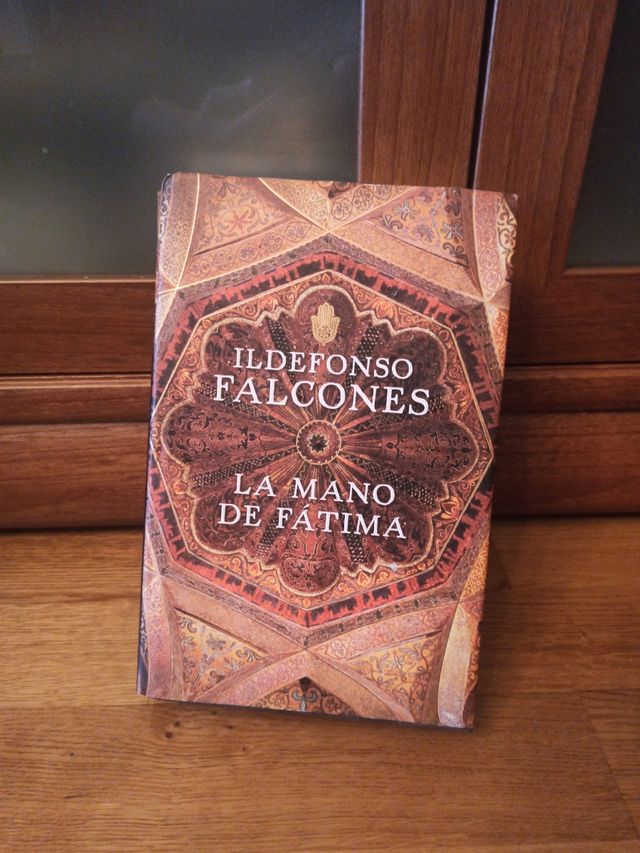 ILDEFONSO
FALCONES
LA MANO
DE FÁTIMA